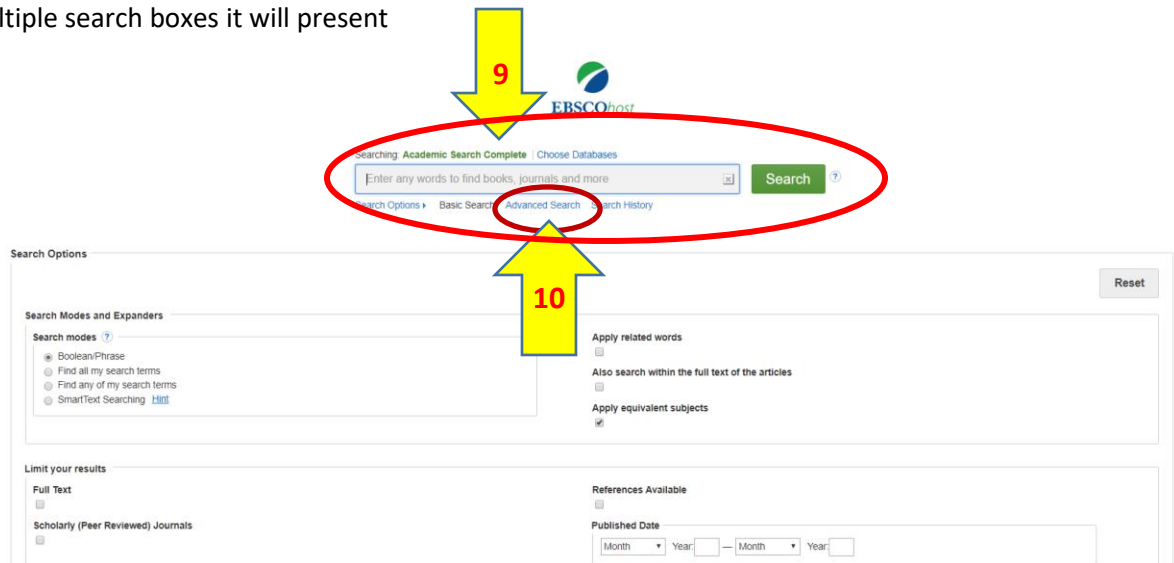 ltiple search boxes it will present
9
EBSCOhost
Searching: Academic Search Complete | Choose Databases
Enter any words to find books, journals and more
Search
?
Search Options Basic Search Advanced Search Search History
10
Search Options
Reset
Search Modes and Expanders
Search modes ?
Boolean/Phrase
Find all my search terms
Find any of my search terms
SmartText Searching Hint
Apply related words
Also search within the full text of the articles
Apply equivalent subjects
Limit your results
Full Text
References Available
Scholarly (Peer Reviewed) Journals
Published Date
Month Year: — Month Year: